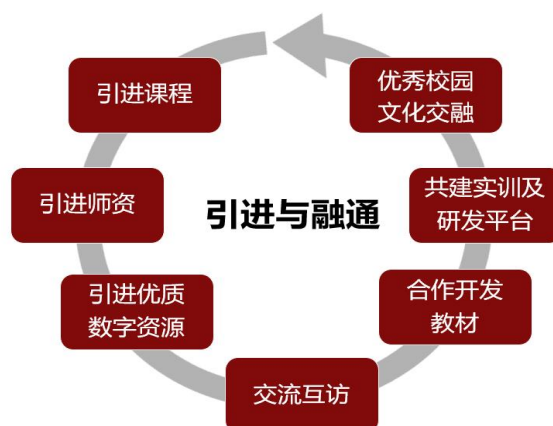 引进课程
引进师资
引进优质
数字资源
交流互访
合作开发
教材
共建实训及
研发平台
优秀校园
文化交融
引进与融通